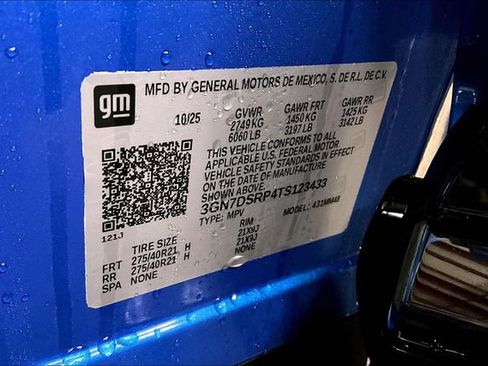 gm
MFD BY GENERAL MOTORS DE MEXICO, S. DE R.L. DE C.V.
10/25 GVWR GAWR FRT GAWR RR
2749 KG 1450 KG 1425 KG
6060 LB 3197 LB 3142 LB
THIS VEHICLE CONFORMS TO ALL
APPLICABLE U.S. FEDERAL MOTOR
VEHICLE SAFETY STANDARDS IN EFFECT
ON THE DATE OF MANUFACTURE
SHOWN ABOVE.
3GN7DSRP4TS123433
TYPE: MPV MODEL: 431MM48
121J
TIRE SIZE RIM
FRT 275/40R21 H 21X9J
RR 275/40R21 H 21X9J
SPA NONE NONE